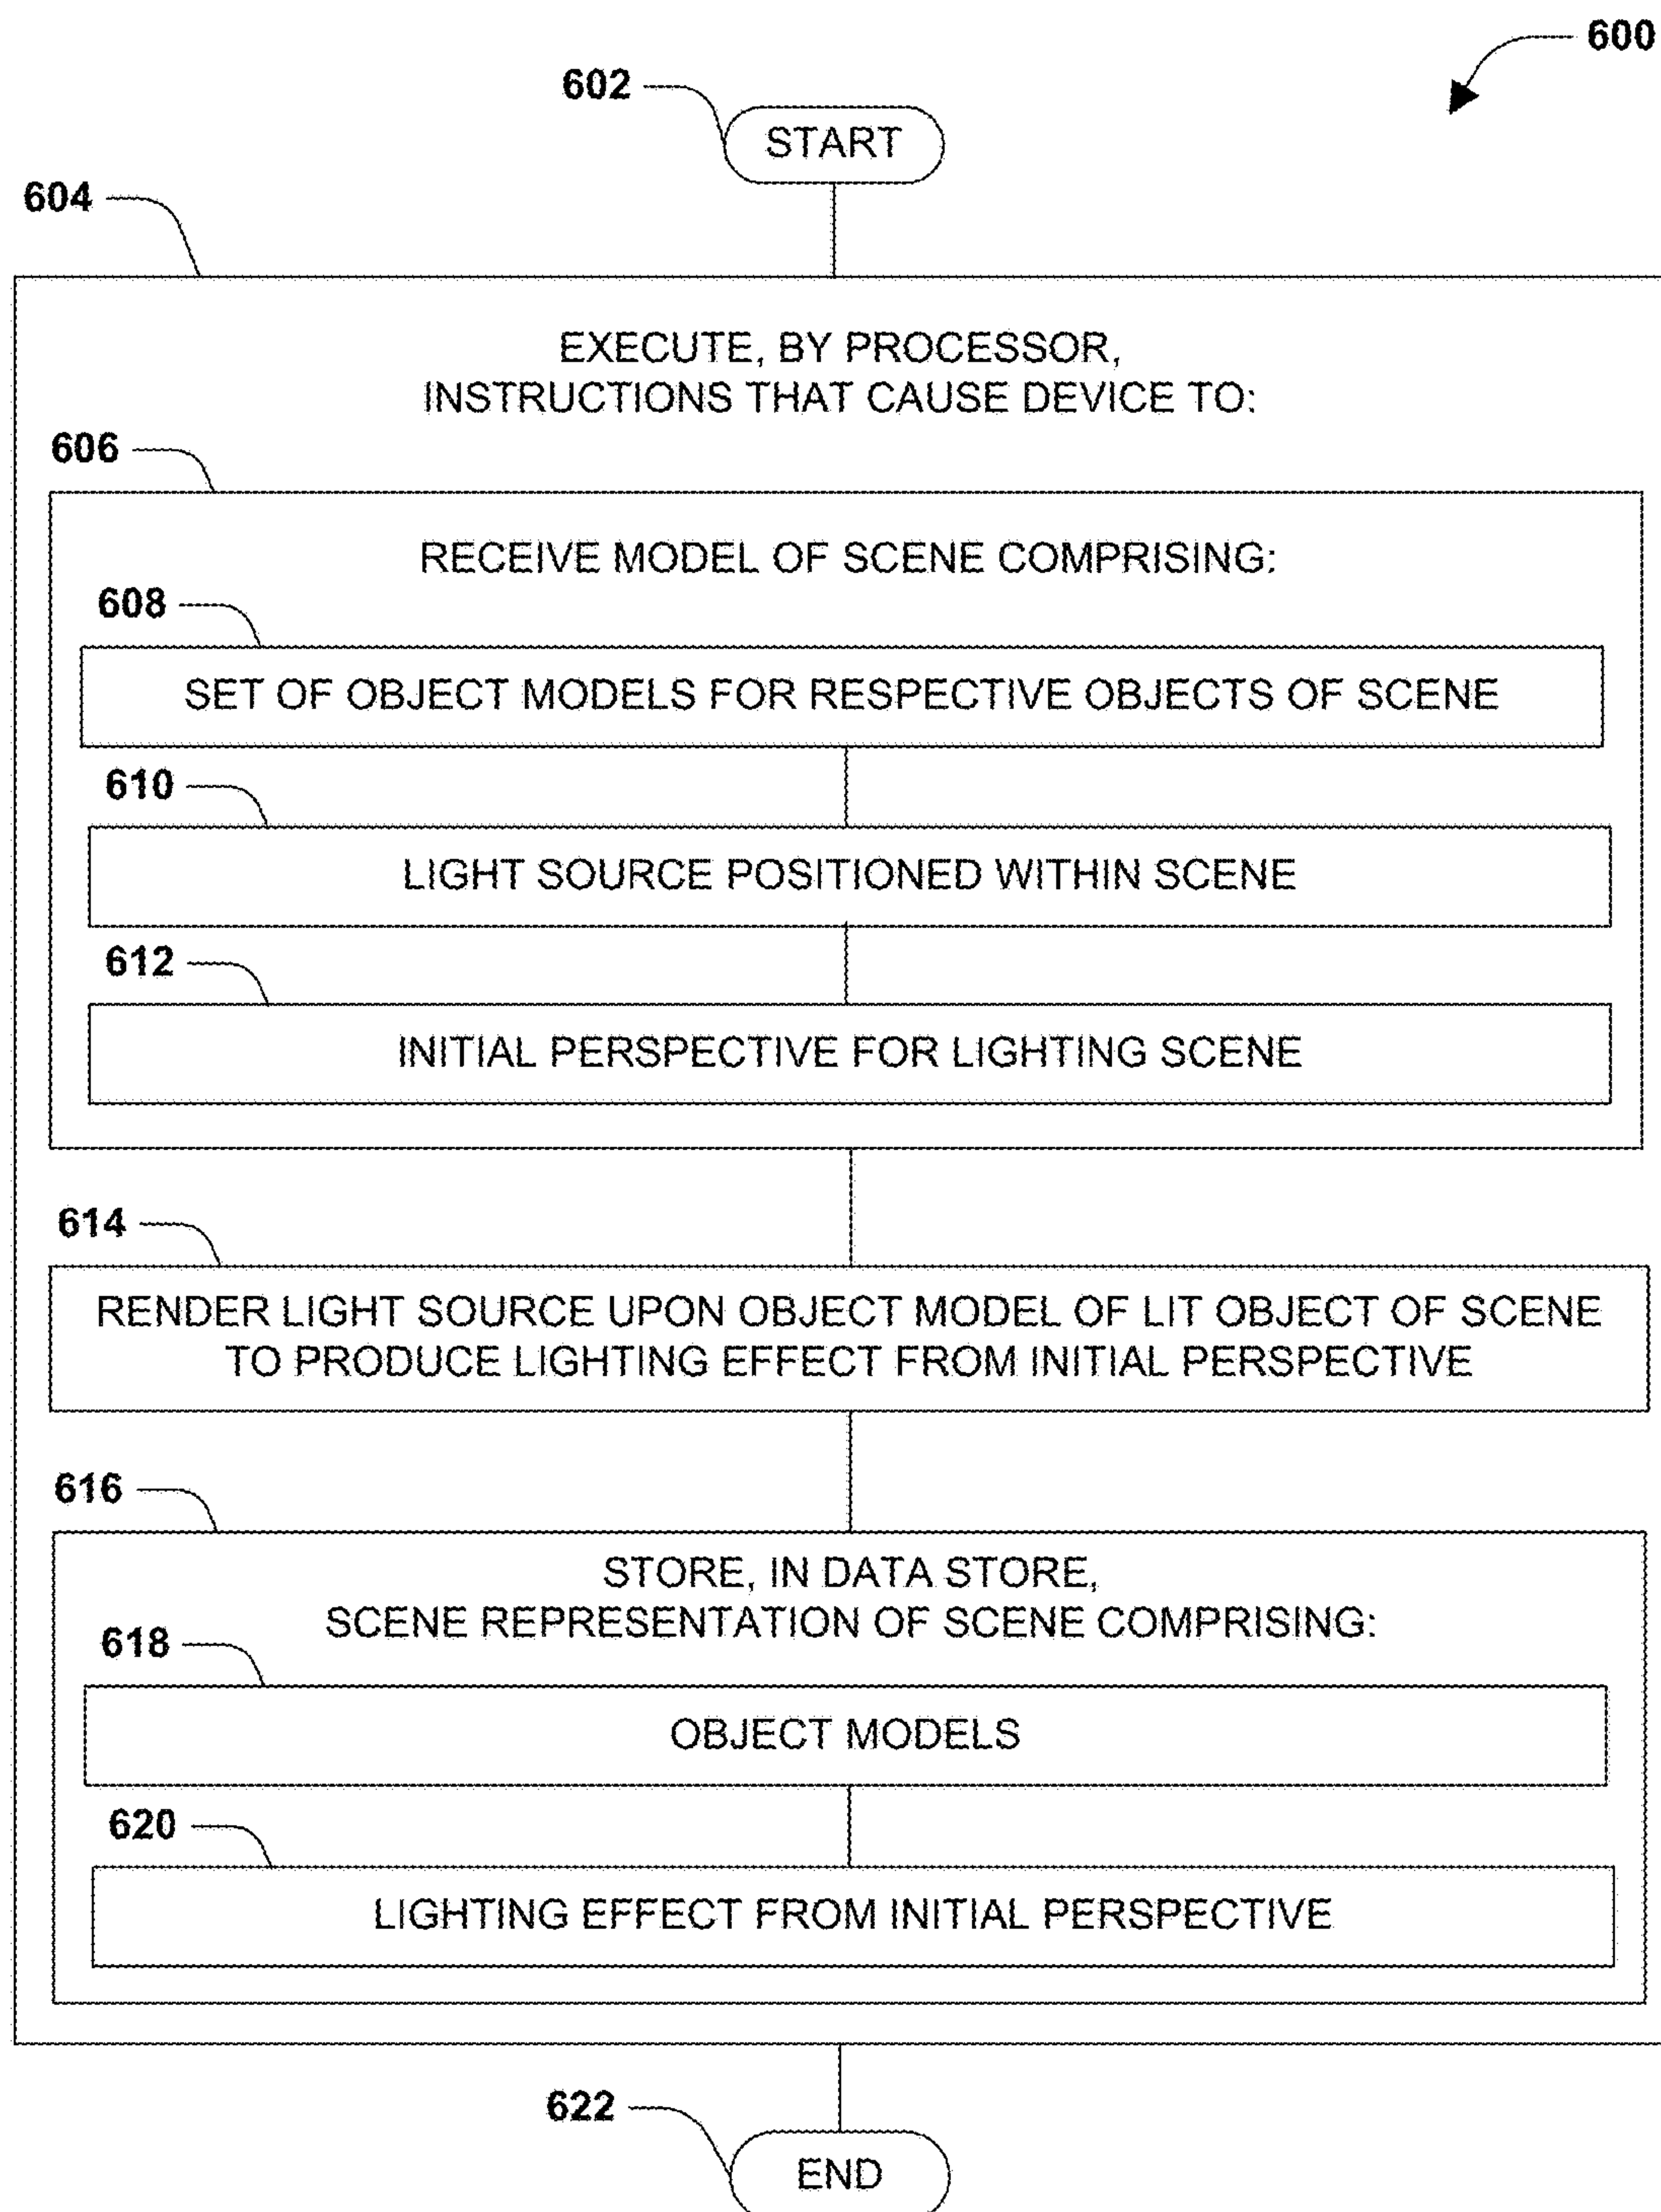 600
602
START
604
EXECUTE, BY PROCESSOR,
INSTRUCTIONS THAT CAUSE DEVICE TO:
606
RECEIVE MODEL OF SCENE COMPRISING:
608
SET OF OBJECT MODELS FOR RESPECTIVE OBJECTS OF SCENE
610
LIGHT SOURCE POSITIONED WITHIN SCENE
612
INITIAL PERSPECTIVE FOR LIGHTING SCENE
614
RENDER LIGHT SOURCE UPON OBJECT MODEL OF LIT OBJECT OF SCENE
TO PRODUCE LIGHTING EFFECT FROM INITIAL PERSPECTIVE
616
STORE, IN DATA STORE,
SCENE REPRESENTATION OF SCENE COMPRISING:
618
OBJECT MODELS
620
LIGHTING EFFECT FROM INITIAL PERSPECTIVE
622
END